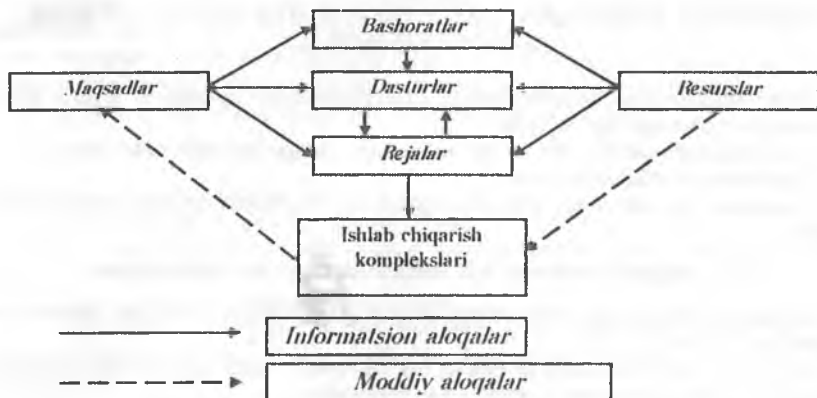 Bashoratlar
Maqsadlar
Dasturlar
Resurslar
Rejalar
Ishlab chiqarish
komplekslari
Informatsion aloqalar
Moddiy aloqalar